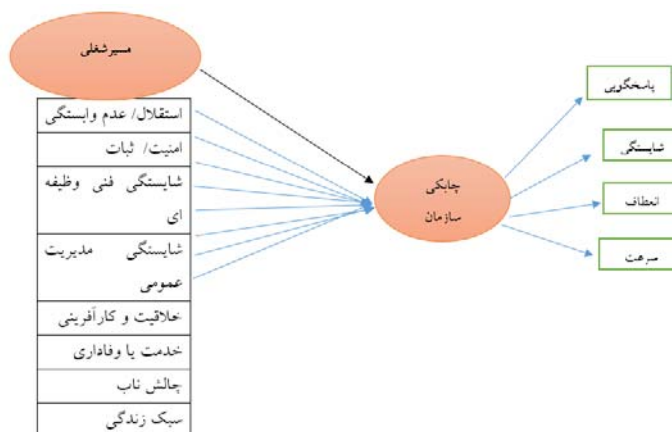 مسیرشغلی
استقلال/ عدم وابستگی
امنیت/ ثبات
شایستگی فنی وظیفه
ای
شایستگی مدیریت
عمومی
خلاقیت و کارآفرینی
خدمت یا وفاداری
چالش ناب
سبک زندگی
چابکی
سازمان
پاسخگویی
شایستگی
انعطاف
سرعت